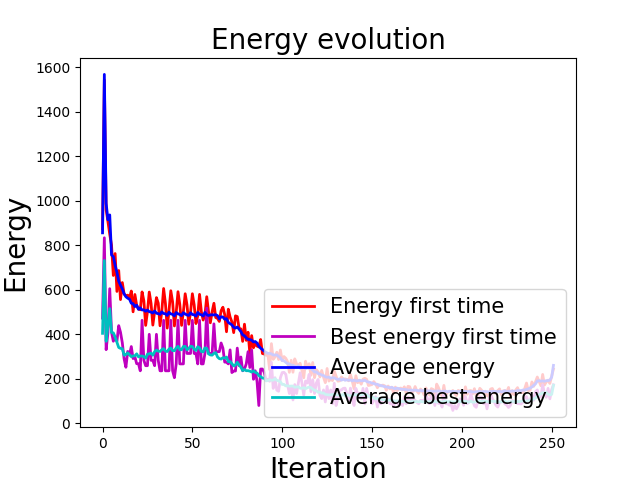 Energy evolution
Energy
1600
1400
1200
1000
800
600
400
200
0
Energy first time
Best energy first time
Average energy
Average best energy
0 50 100 150 200 250
Iteration